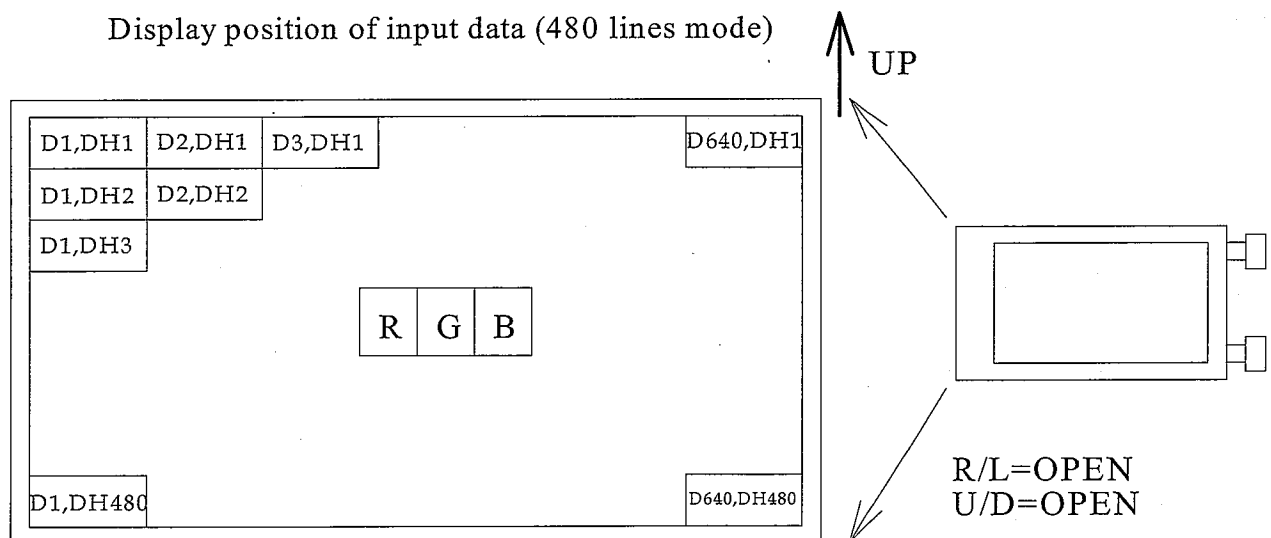 Display position of input data (480 lines mode)
UP
D1,DH1 D2,DH1 D3,DH1 D640,DH1
D1,DH2 D2,DH2
D1,DH3
R G B
D1,DH480 D640,DH480
R/L=OPEN
U/D=OPEN